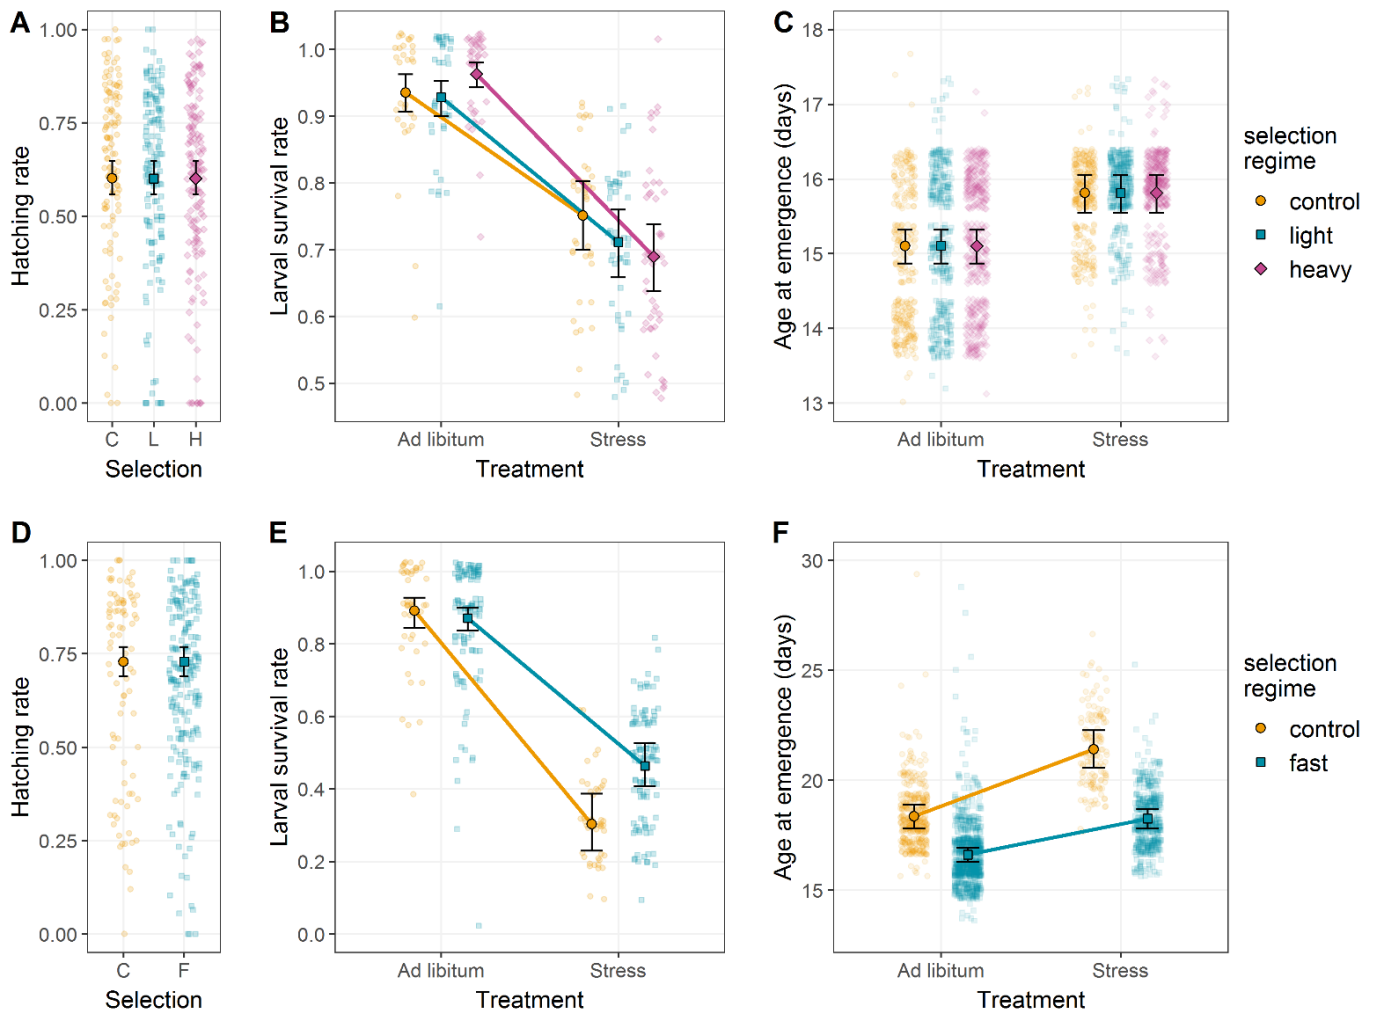 A
Hatching rate
1.00
0.75
0.50
0.25
0.00
C L H
Selection
B
Larval survival rate
1.0
0.9
0.8
0.7
0.6
0.5
Ad libitum Stress
Treatment
C
Age at emergence (days)
18
17
16
15
14
13
Ad libitum Stress
Treatment
selection
regime
control
light
heavy
D
Hatching rate
1.00
0.75
0.50
0.25
0.00
C F
Selection
E
Larval survival rate
1.0
0.8
0.6
0.4
0.2
0.0
Ad libitum Stress
Treatment
F
Age at emergence (days)
30
25
20
15
Ad libitum Stress
Treatment
selection
regime
control
fast